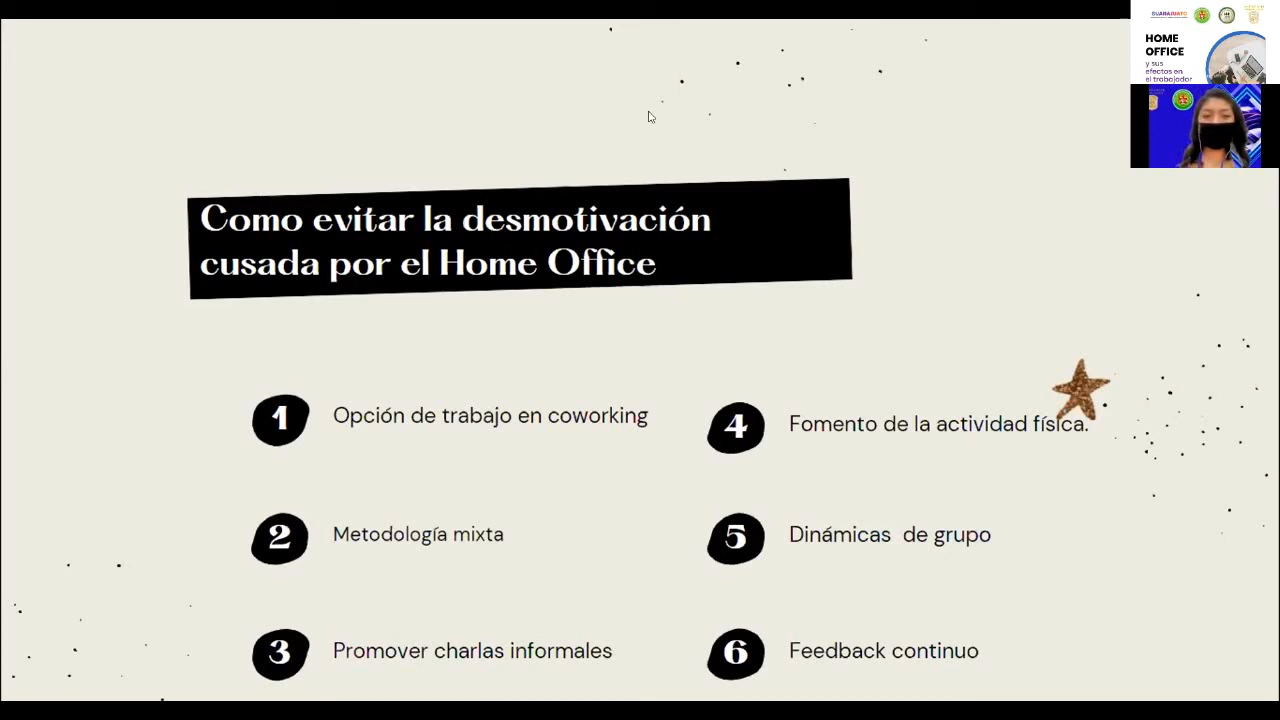 GUANAJUATO
HOME
OFFICE
y sus
efectos en
el trabajador
Como evitar la desmotivación
cusada por el Home Office
1 Opción de trabajo en coworking
2 Metodología mixta
3 Promover charlas informales
4 Fomento de la actividad física.
5 Dinámicas de grupo
6 Feedback continuo